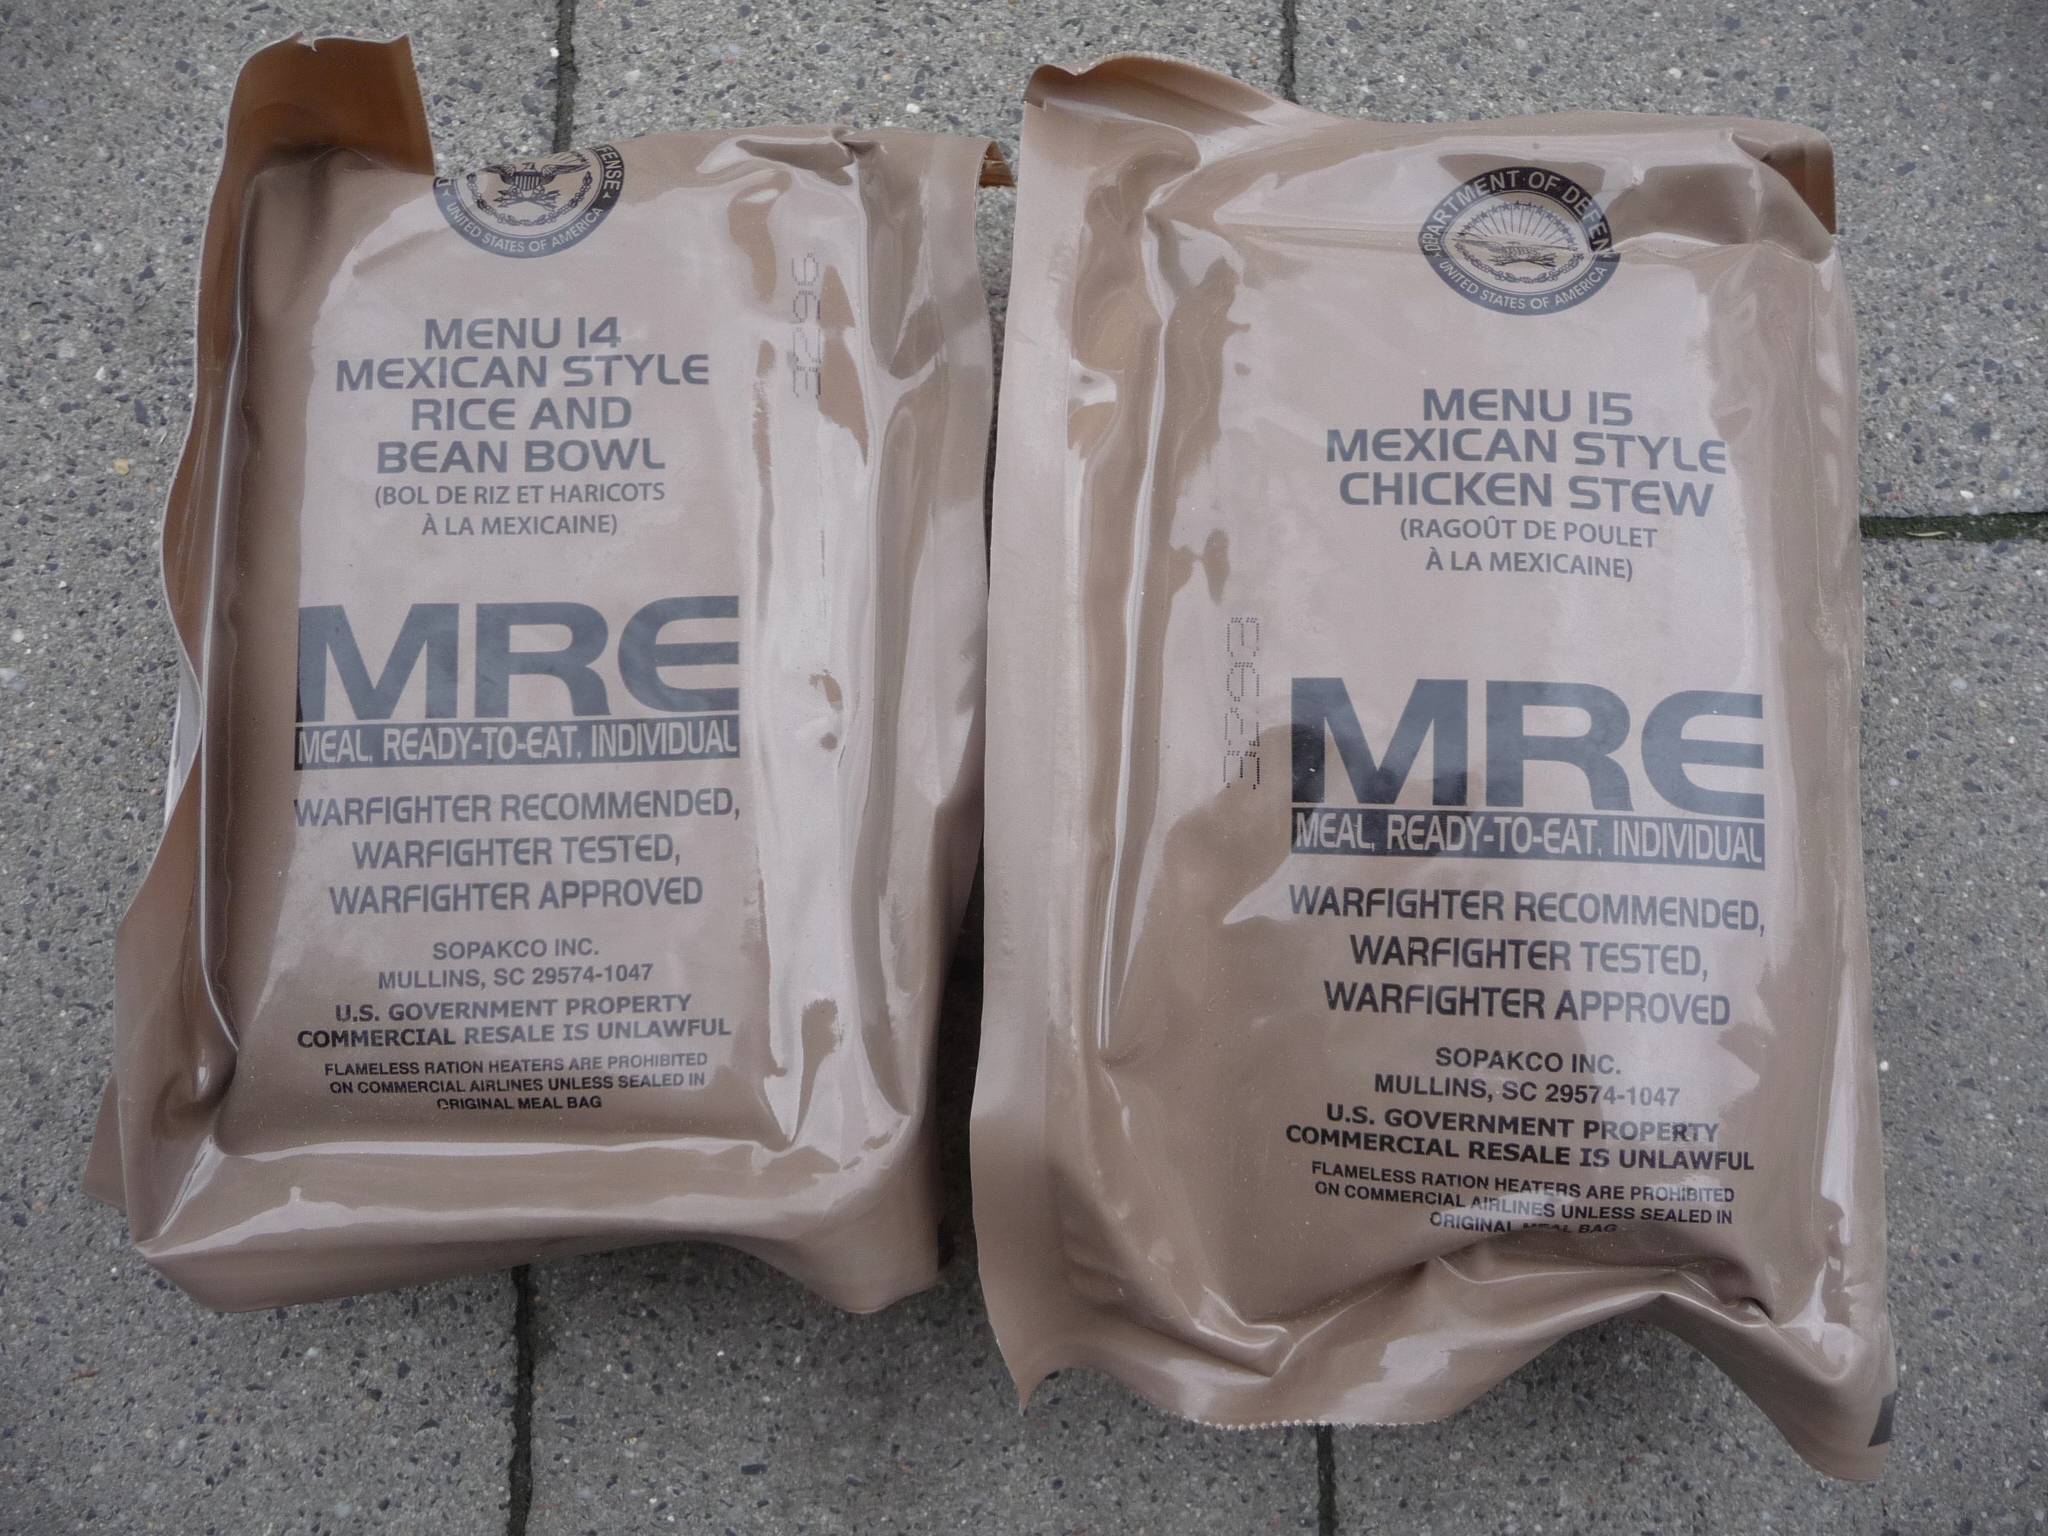 FENSE
UNITED STATES OF AMERICA
3296
MENU 14
MEXICAN STYLE
RICE AND
BEAN BOWL
(BOL DE RIZ ET HARICOTS
À LA MEXICAINE)
MRE
MEAL, READY-TO-EAT, INDIVIDUAL
WARFIGHTER RECOMMENDED,
WARFIGHTER TESTED,
WARFIGHTER APPROVED
SOPAKCO INC.
MULLINS, SC 29574-1047
U.S. GOVERNMENT PROPERTY
COMMERCIAL RESALE IS UNLAWFUL
FLAMELESS RATION HEATERS ARE PROHIBITED
ON COMMERCIAL AIRLINES UNLESS SEALED IN
ORIGINAL MEAL BAG
DEPARTMENT OF DEFEN
UNITED STATES OF AMERICA
MENU 15
MEXICAN STYLE
CHICKEN STEW
(RAGOÛT DE POULET
À LA MEXICAINE)
MRE
MEAL, READY-TO-EAT, INDIVIDUAL
WARFIGHTER RECOMMENDED,
WARFIGHTER TESTED,
WARFIGHTER APPROVED
SOPAKCO INC.
MULLINS, SC 29574-1047
U.S. GOVERNMENT PROPERTY
COMMERCIAL RESALE IS UNLAWFUL
FLAMELESS RATION HEATERS ARE PROHIBITED
ON COMMERCIAL AIRLINES UNLESS SEALED IN
ORIGINAL MEAL BAG